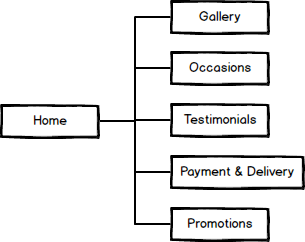 Gallery
Occasions
Home
Testimonials
Payment & Delivery
Promotions